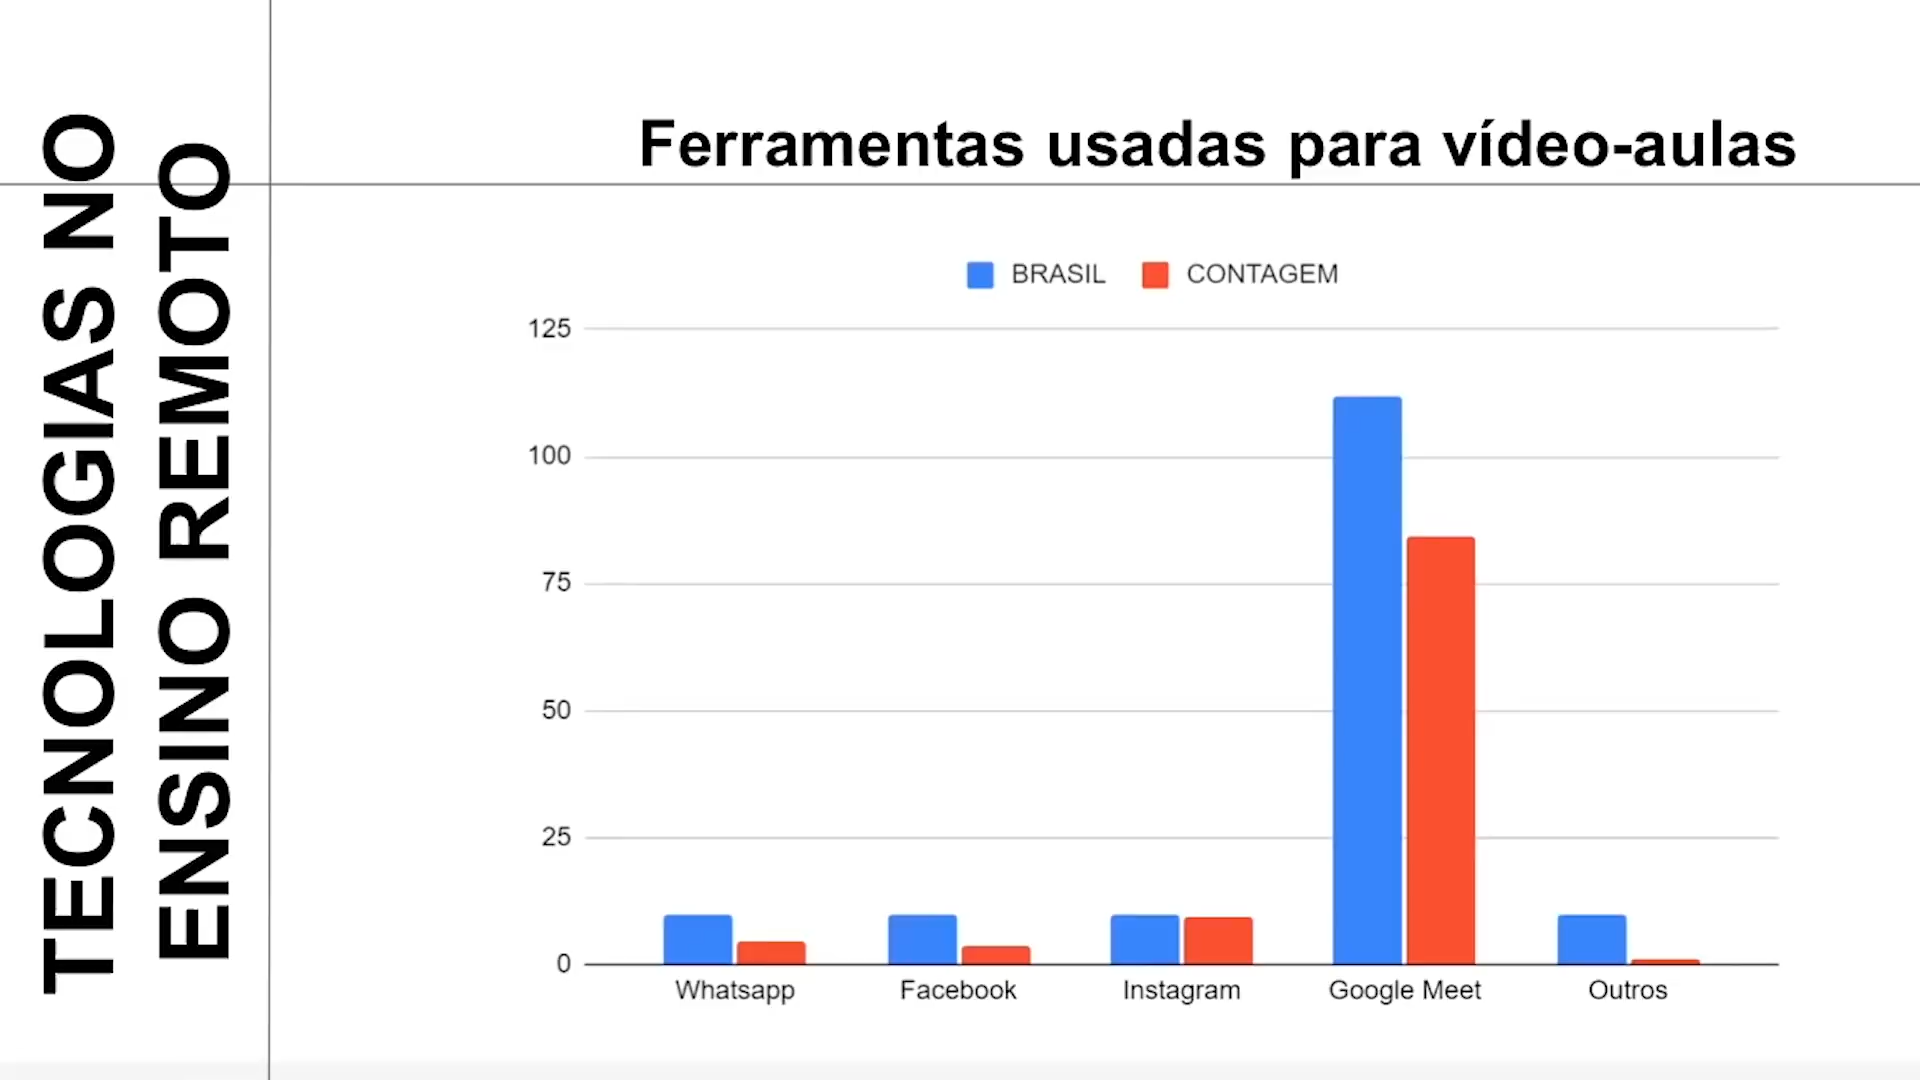 TECNOLOGIAS NO
ENSINO REMOTO
Ferramentas usadas para vídeo-aulas
BRASIL
CONTAGEM
125
100
75
50
25
0
Whatsapp
Facebook
Instagram
Google Meet
Outros